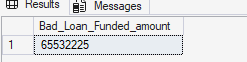 Results Messages
Bad_Loan_Funded_amount
1 65532225